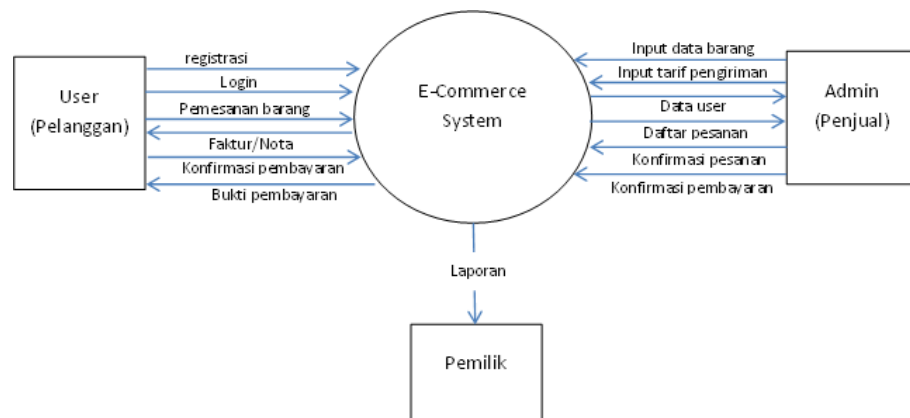 registrasi
Login
Pemesanan barang
Faktur/Nota
Konfirmasi pembayaran
Bukti pembayaran
User
(Pelanggan)
E-Commerce
System
Input data barang
Input tarif pengiriman
Data user
Daftar pesanan
Konfirmasi pesanan
Konfirmasi pembayaran
Admin
(Penjual)
Laporan
Pemilik